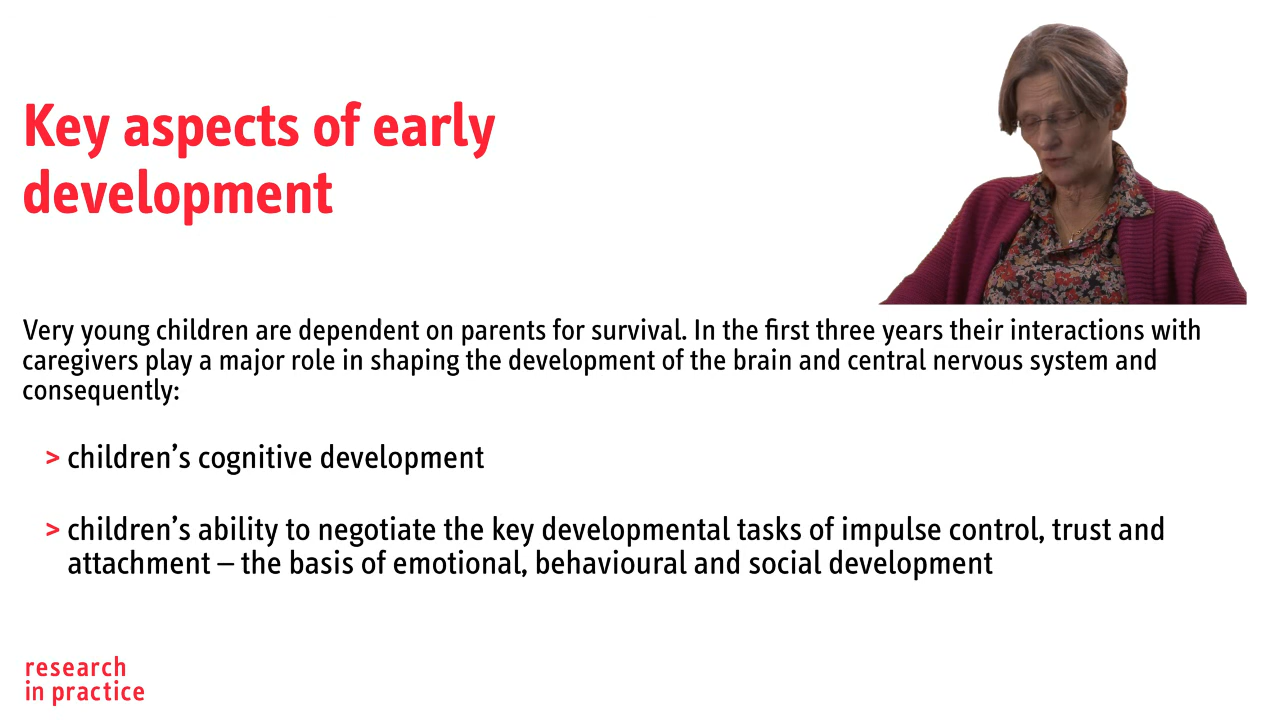 Key aspects of early
development
Very young children are dependent on parents for survival. In the first three years their interactions with
caregivers play a major role in shaping the development of the brain and central nervous system and
consequently:
> children’s cognitive development
> children’s ability to negotiate the key developmental tasks of impulse control, trust and
attachment – the basis of emotional, behavioural and social development
research
in practice